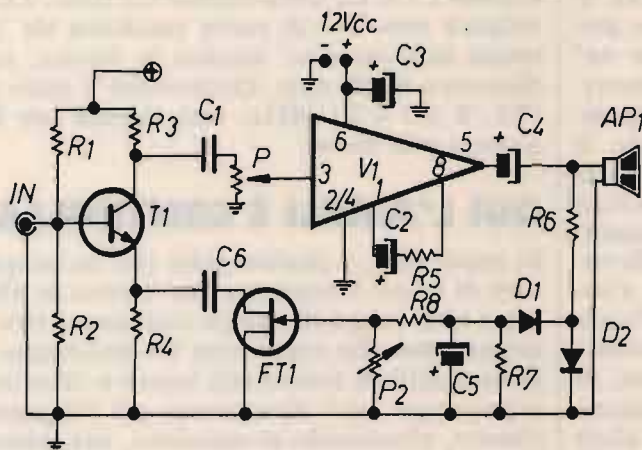 12Vcc
- +
+ C3
R1
R3
C1
P
6
5
+ C4
AP1
IN
T1
3
V1
8
2/4
1
C2
+
R5
R6
C6
R8
D1
D2
R2
R4
FT1
P2
+ C5
R7